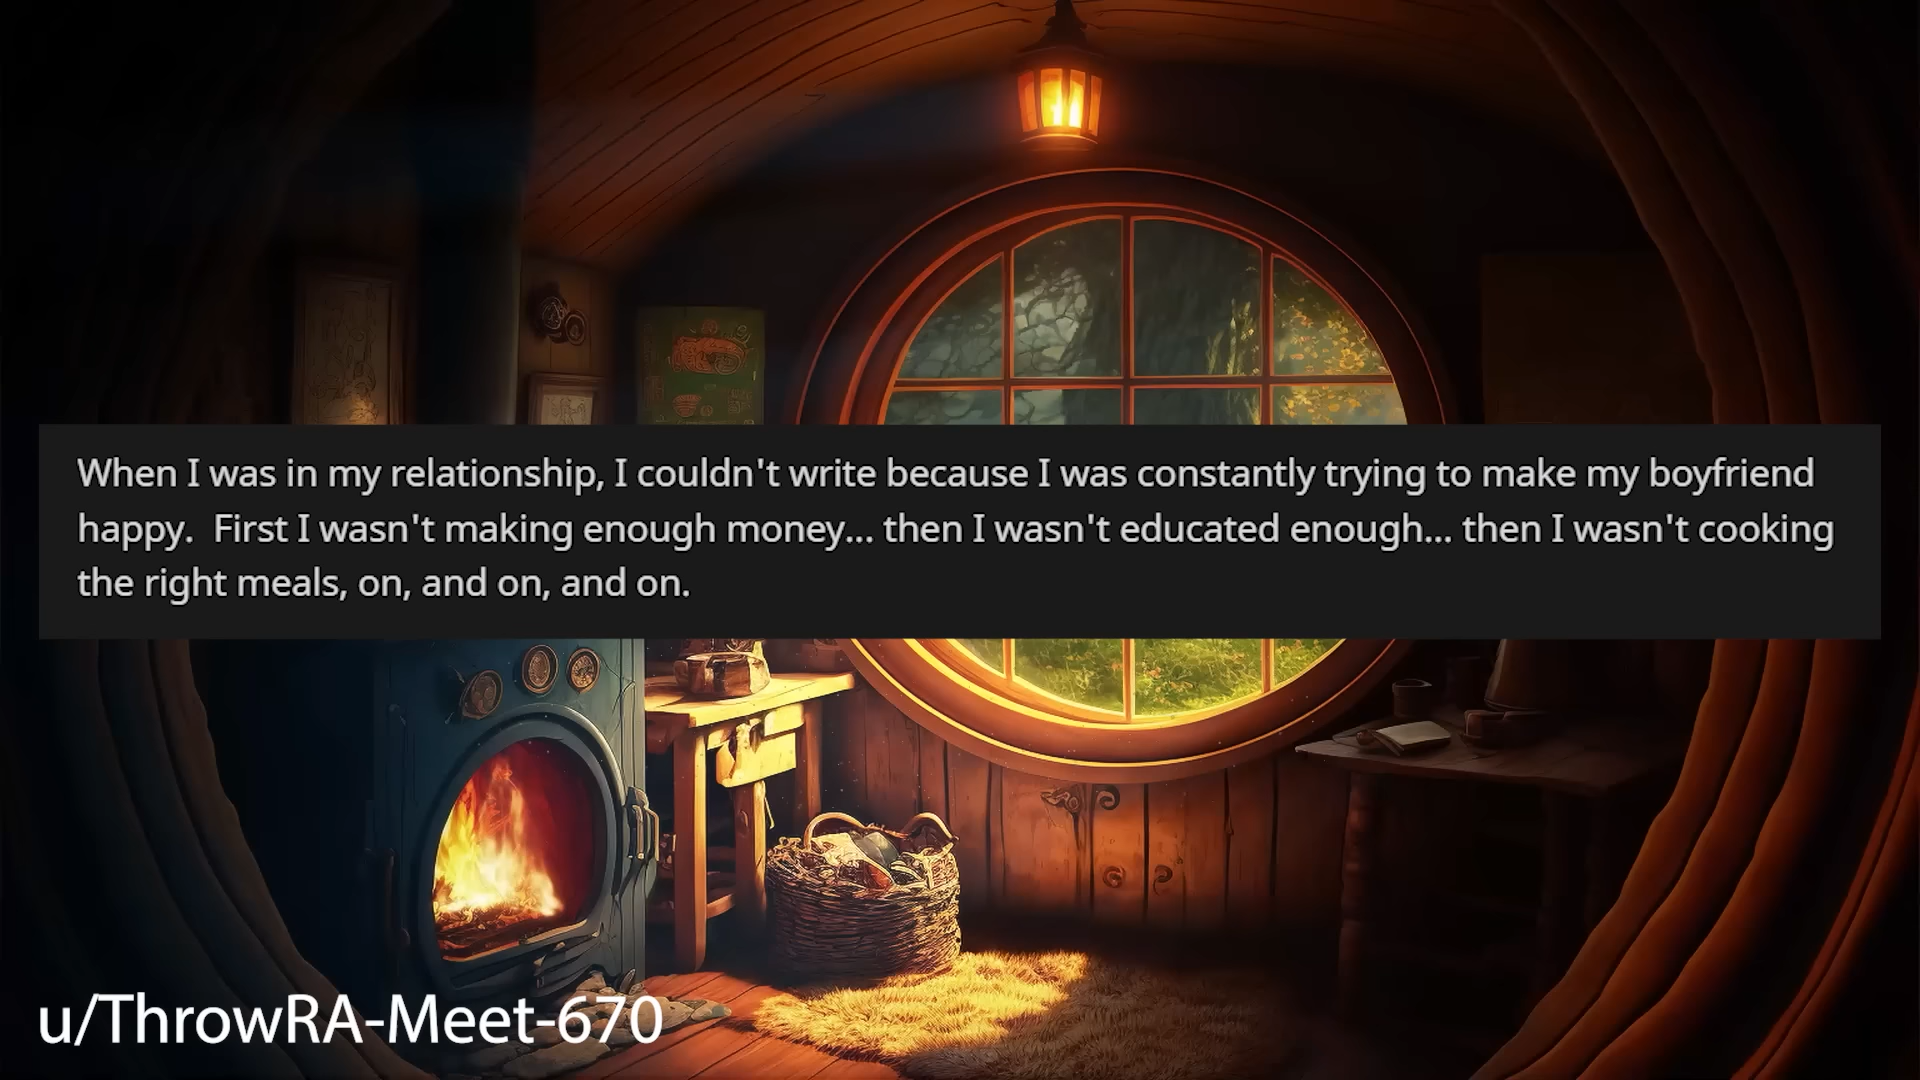 When I was in my relationship, I couldn't write because I was constantly trying to make my boyfriend
happy.  First I wasn't making enough money... then I wasn't educated enough... then I wasn't cooking
the right meals, on, and on, and on.
u/ThrowRA-Meet-670